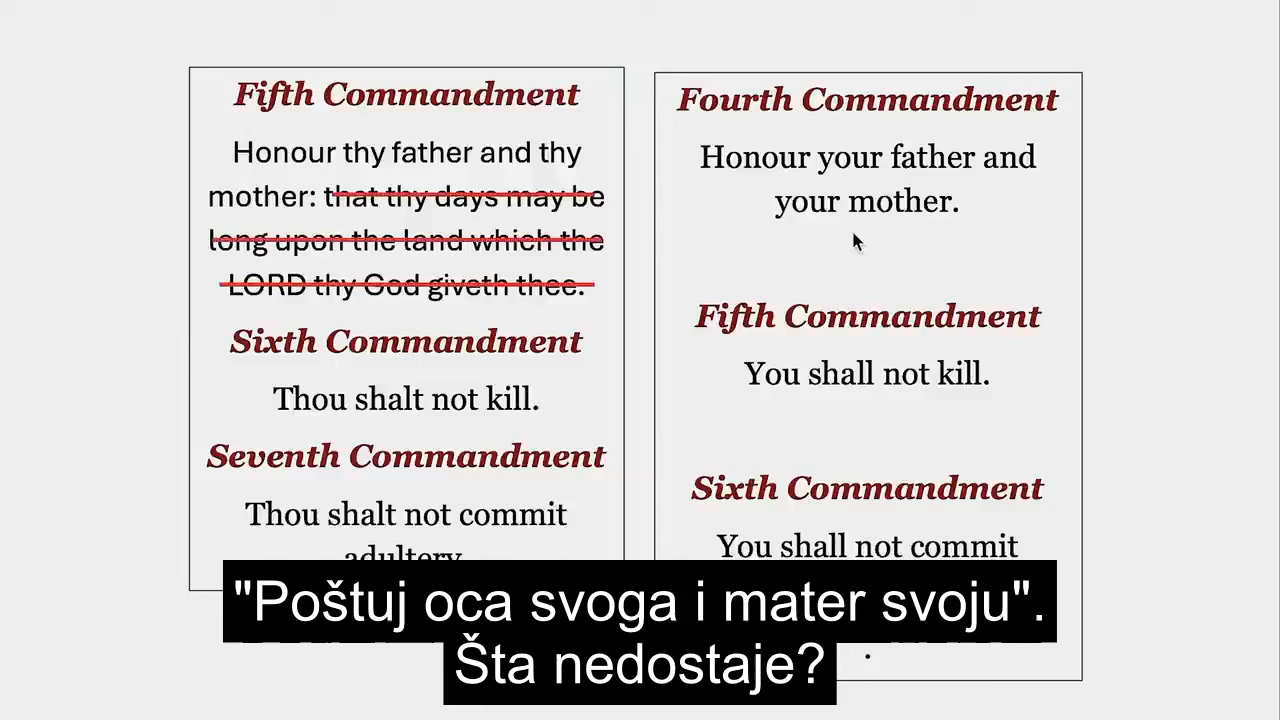 Fifth Commandment
Honour thy father and thy
mother: that thy days may be
long upon the land which the
LORD thy God giveth thee.
Sixth Commandment
Thou shalt not kill.
Seventh Commandment
Thou shalt not commit
adultery
Fourth Commandment
Honour your father and
your mother.
Fifth Commandment
You shall not kill.
Sixth Commandment
You shall not commit
"Poštuj oca svoga i mater svoju".
Šta nedostaje?